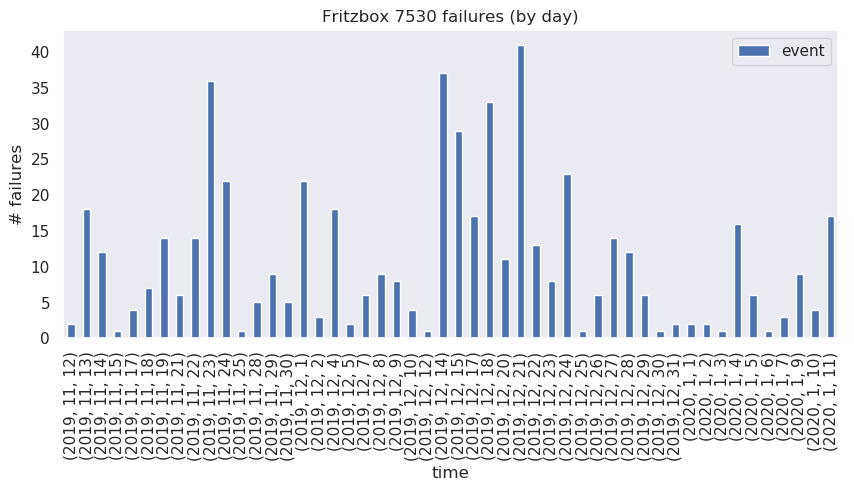 Fritzbox 7530 failures (by day)
event
# failures
40
35
30
25
20
15
10
5
0
(2019, 11, 12)
(2019, 11, 13)
(2019, 11, 14)
(2019, 11, 15)
(2019, 11, 17)
(2019, 11, 18)
(2019, 11, 19)
(2019, 11, 21)
(2019, 11, 22)
(2019, 11, 23)
(2019, 11, 24)
(2019, 11, 25)
(2019, 11, 28)
(2019, 11, 29)
(2019, 11, 30)
(2019, 12, 1)
(2019, 12, 2)
(2019, 12, 4)
(2019, 12, 5)
(2019, 12, 7)
(2019, 12, 8)
(2019, 12, 9)
(2019, 12, 10)
(2019, 12, 12)
(2019, 12, 14)
(2019, 12, 15)
(2019, 12, 17)
(2019, 12, 18)
(2019, 12, 20)
(2019, 12, 21)
(2019, 12, 22)
(2019, 12, 23)
(2019, 12, 24)
(2019, 12, 25)
(2019, 12, 26)
(2019, 12, 27)
(2019, 12, 28)
(2019, 12, 29)
(2019, 12, 30)
(2019, 12, 31)
(2020, 1, 1)
(2020, 1, 2)
(2020, 1, 3)
(2020, 1, 4)
(2020, 1, 5)
(2020, 1, 6)
(2020, 1, 7)
(2020, 1, 9)
(2020, 1, 10)
(2020, 1, 11)
time